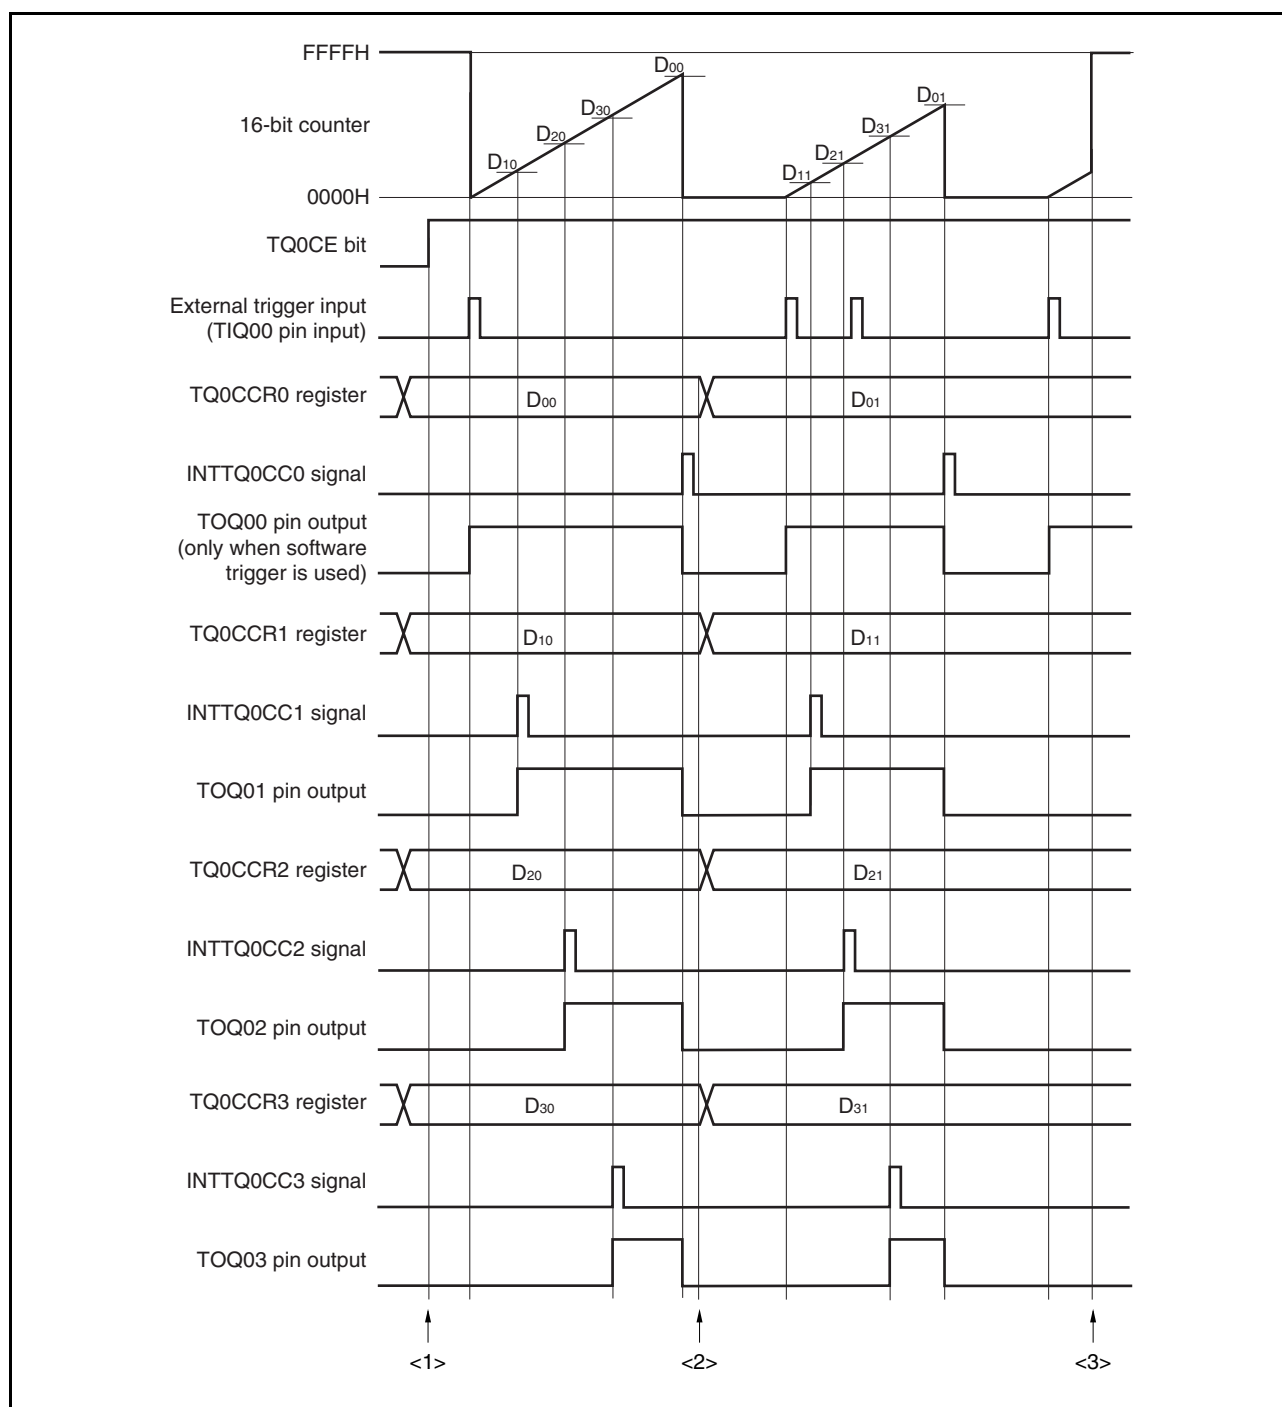 FFFFH
D00
D01
D30
16-bit counter
D31
D20
D21
D10
D11
0000H
TQ0CE bit
External trigger input
(TIQ00 pin input)
TQ0CCR0 register
D00
D01
INTTQ0CC0 signal
TOQ00 pin output
(only when software
trigger is used)
TQ0CCR1 register
D10
D11
INTTQ0CC1 signal
TOQ01 pin output
TQ0CCR2 register
D20
D21
INTTQ0CC2 signal
TOQ02 pin output
TQ0CCR3 register
D30
D31
INTTQ0CC3 signal
TOQ03 pin output
<1>
<2>
<3>